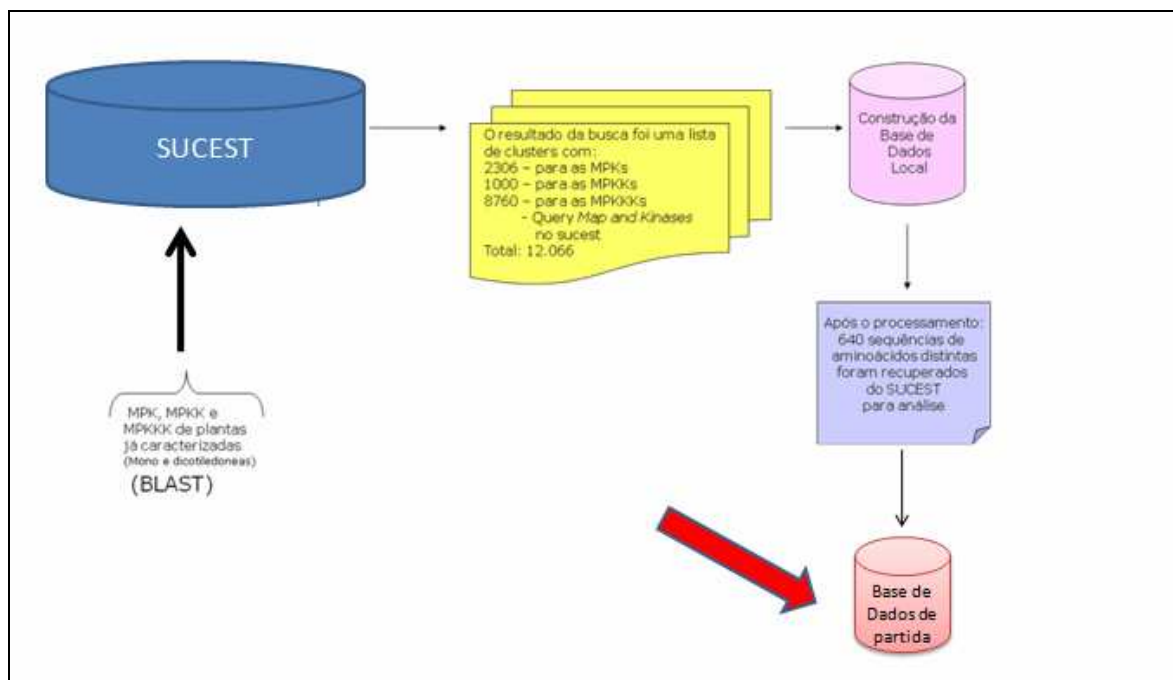 SUCEST
O resultado da busca foi uma lista
de clusters com:
2306 – para as MPKs
1000 – para as MPKKs
8760 – para as MPKKKs
- Query Map and Kinases
no sucest
Total: 12.066
Construção da
Base de
Dados
Local
Após o processamento:
640 sequências de
aminoácidos distintas
foram recuperados
do SUCEST
para análise
MPK, MPKK e
MPKKK de plantas
já caracterizadas
(Mono e dicotiledoneas)
(BLAST)
Base de
Dados de
partida